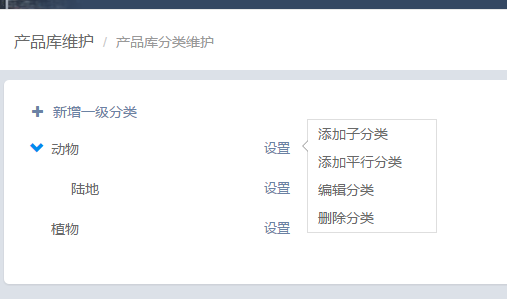 产品库维护 / 产品库分类维护
+ 新增一级分类
动物 设置
添加子分类
添加平行分类
陆地 设置
编辑分类
删除分类
植物 设置